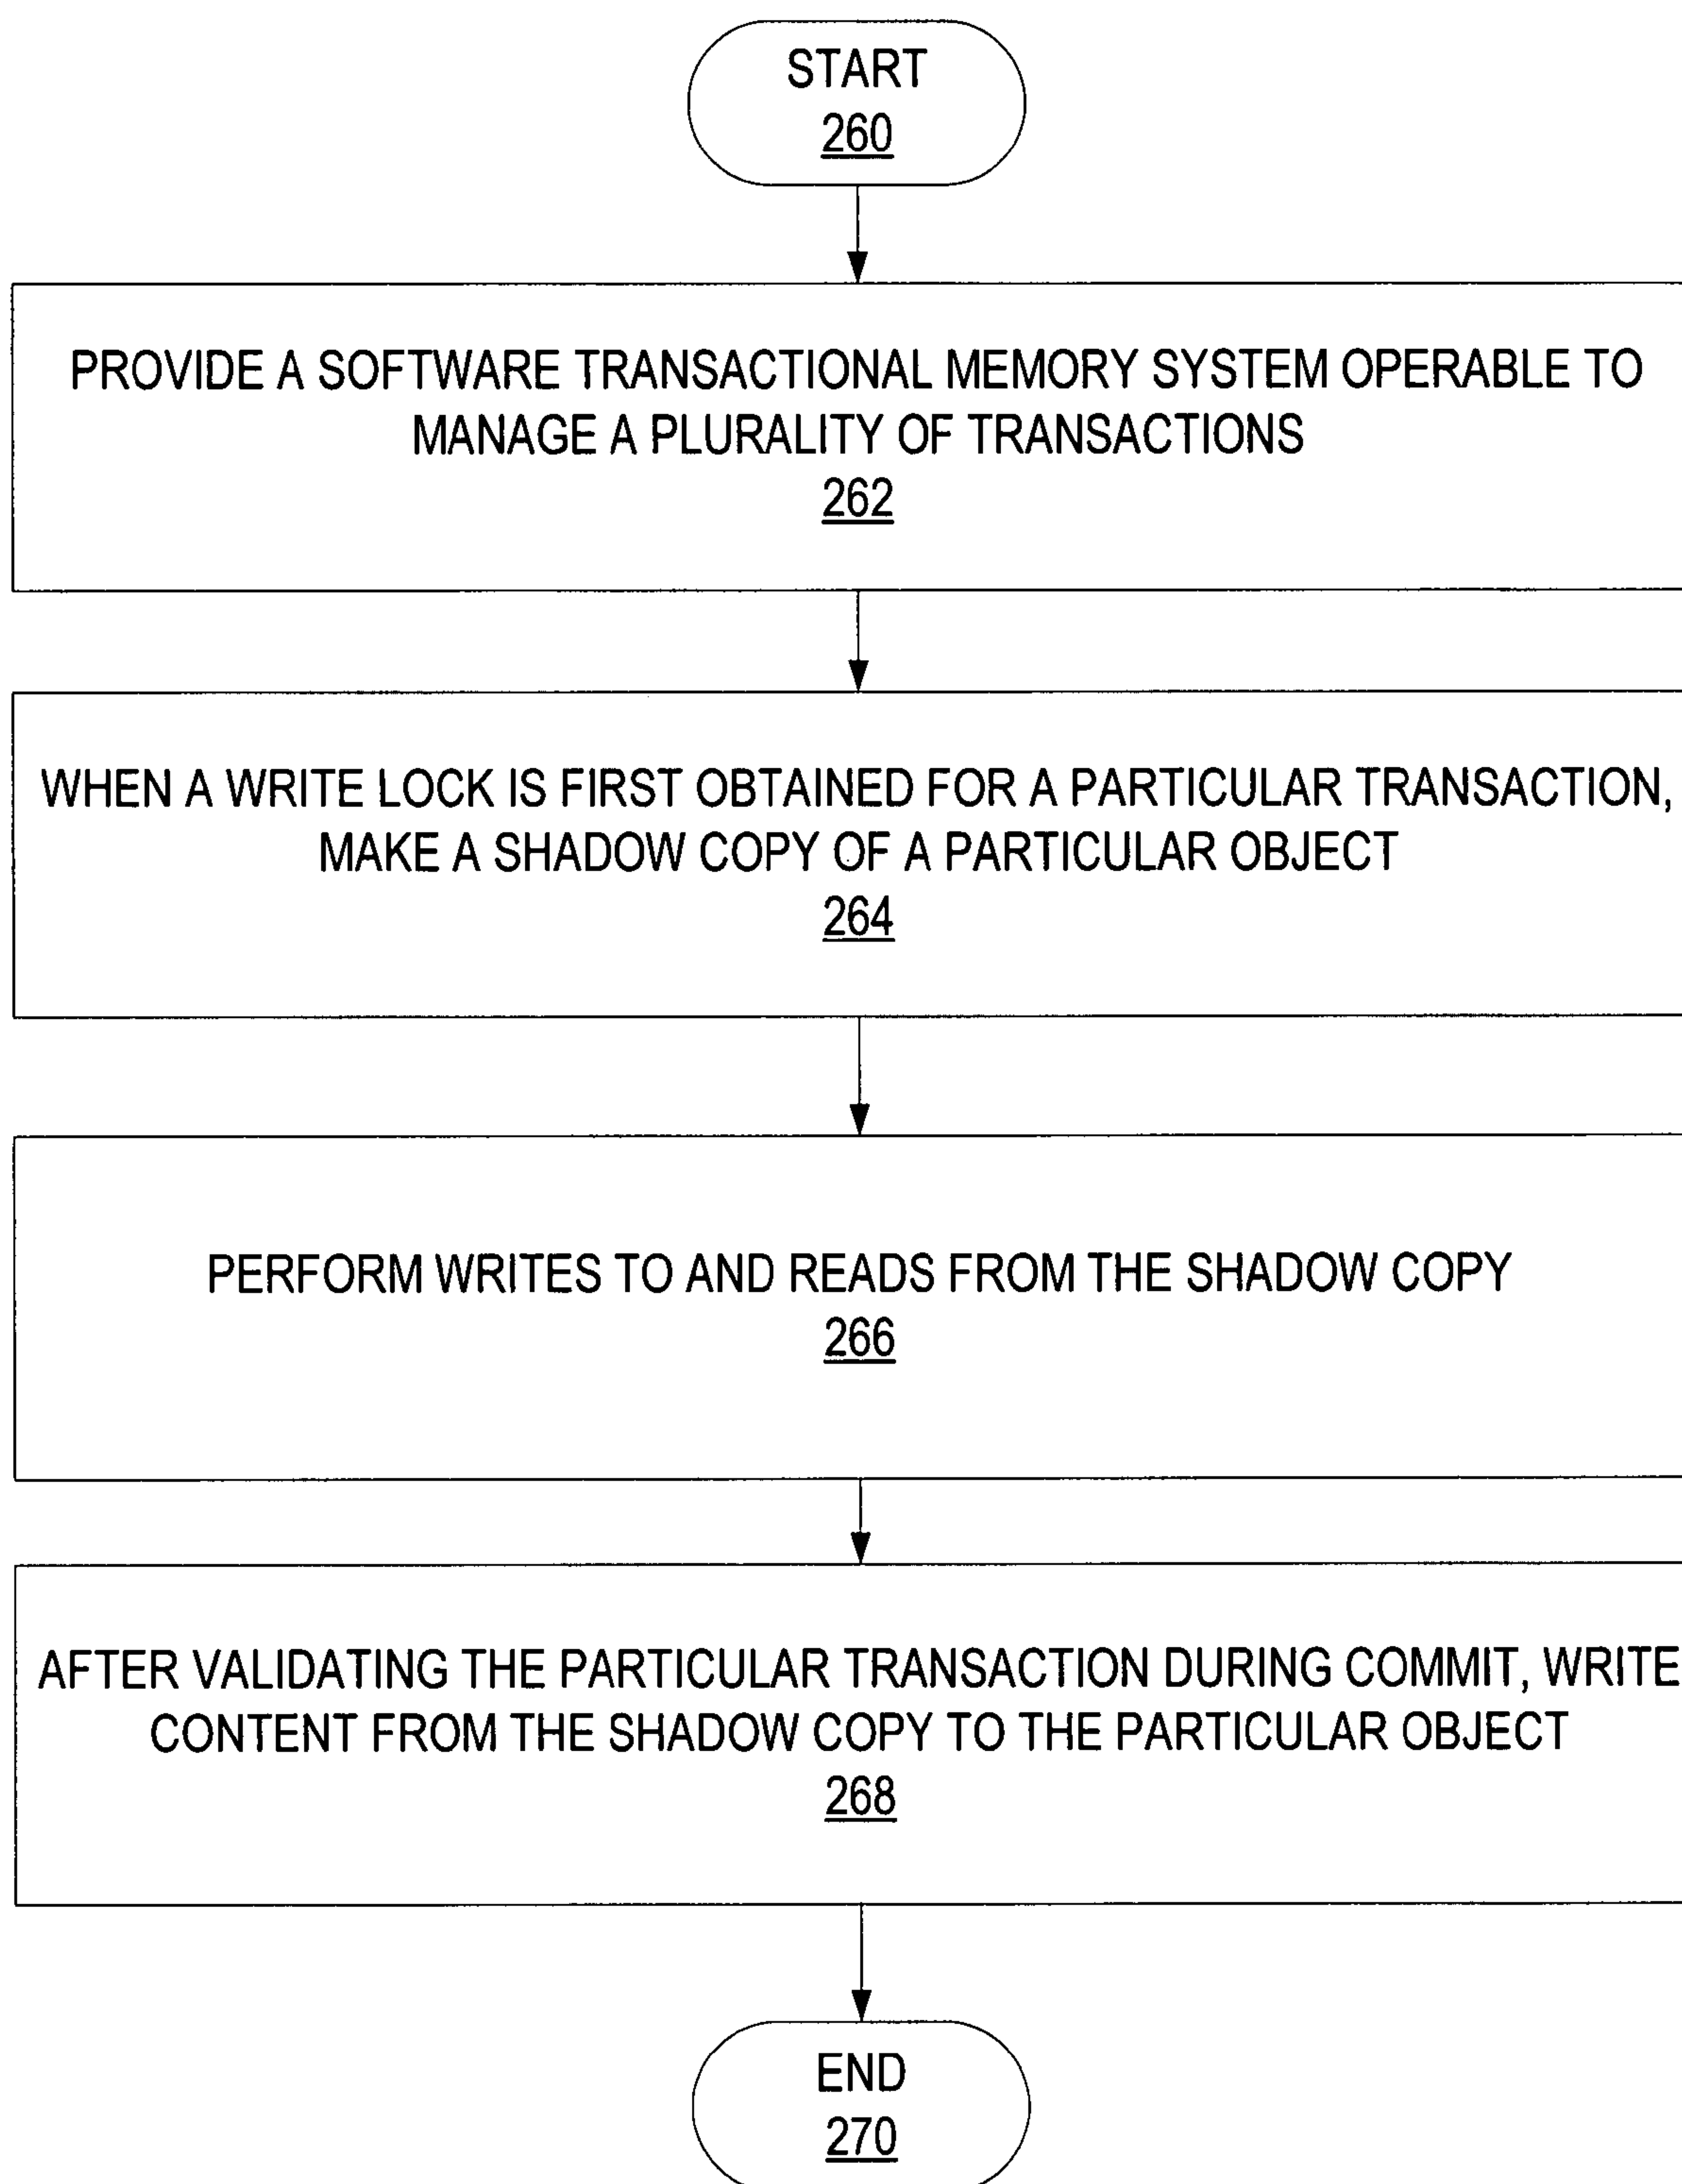 START
260
PROVIDE A SOFTWARE TRANSACTIONAL MEMORY SYSTEM OPERABLE TO
MANAGE A PLURALITY OF TRANSACTIONS
262
WHEN A WRITE LOCK IS FIRST OBTAINED FOR A PARTICULAR TRANSACTION,
MAKE A SHADOW COPY OF A PARTICULAR OBJECT
264
PERFORM WRITES TO AND READS FROM THE SHADOW COPY
266
AFTER VALIDATING THE PARTICULAR TRANSACTION DURING COMMIT, WRITE
CONTENT FROM THE SHADOW COPY TO THE PARTICULAR OBJECT
268
END
270